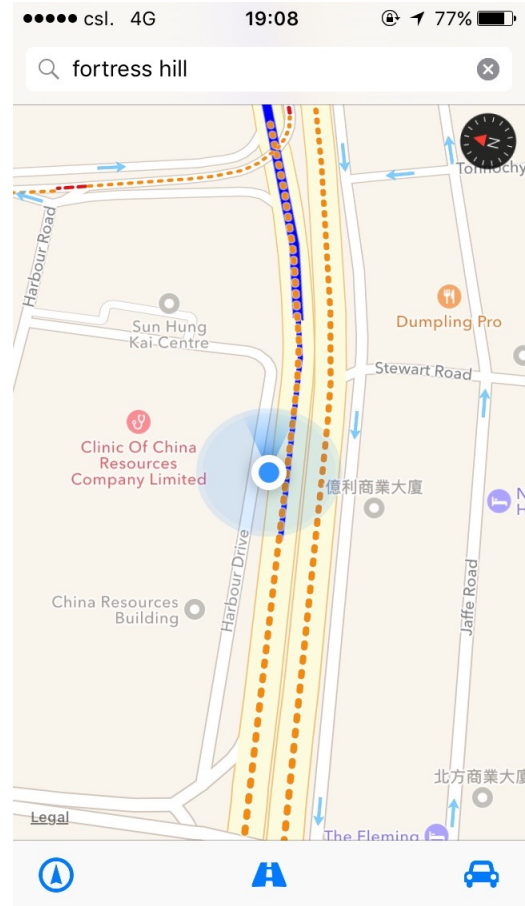 csl. 4G 19:08 77%
fortress hill
Tonnochy
Harbour Road
Sun Hung
Kai Centre
Dumpling Pro
Stewart Road
Clinic Of China
Resources
Company Limited
億利商業大廈
N
H
China Resources
Building
Harbour Drive
Jaffe Road
北方商業大廈
Legal
The Fleming